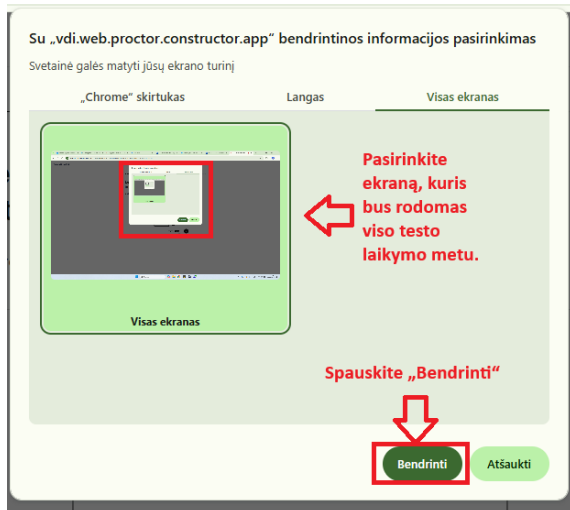 Su „vdi.web.proctor.constructor.app“ bendrintinos informacijos pasirinkimas
Svetainė galės matyti jūsų ekrano turinį
„Chrome“ skirtukas
Langas
Visas ekranas
Pasirinkite
ekraną, kuris
bus rodomas
viso testo
laikymo metu.
Visas ekranas
Spauskite „Bendrinti“
Bendrinti
Atšaukti